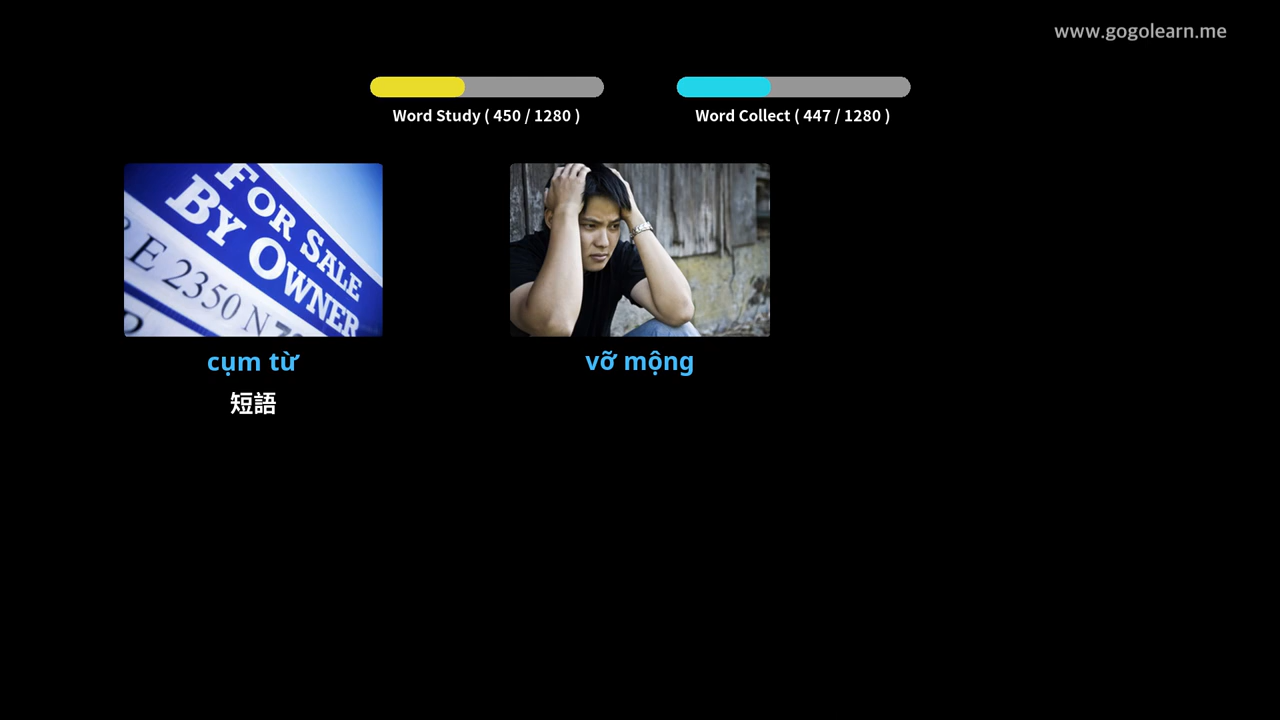 www.gogolearn.me
Word Study ( 450 / 1280 )
Word Collect ( 447 / 1280 )
FOR SALE
BY OWNER
E 2350 N
cụm từ
短語
vỡ mộng